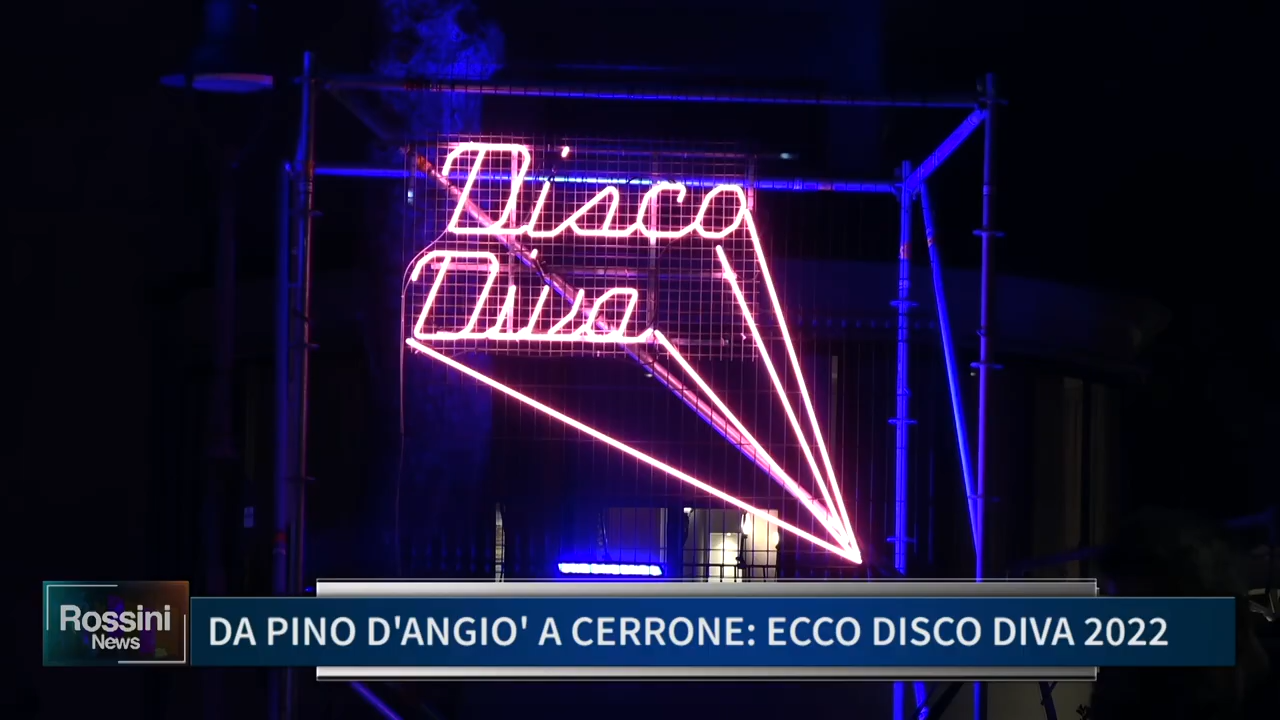 Disco
Diva
Rossini
News
DA PINO D'ANGIO' A CERRONE: ECCO DISCO DIVA 2022